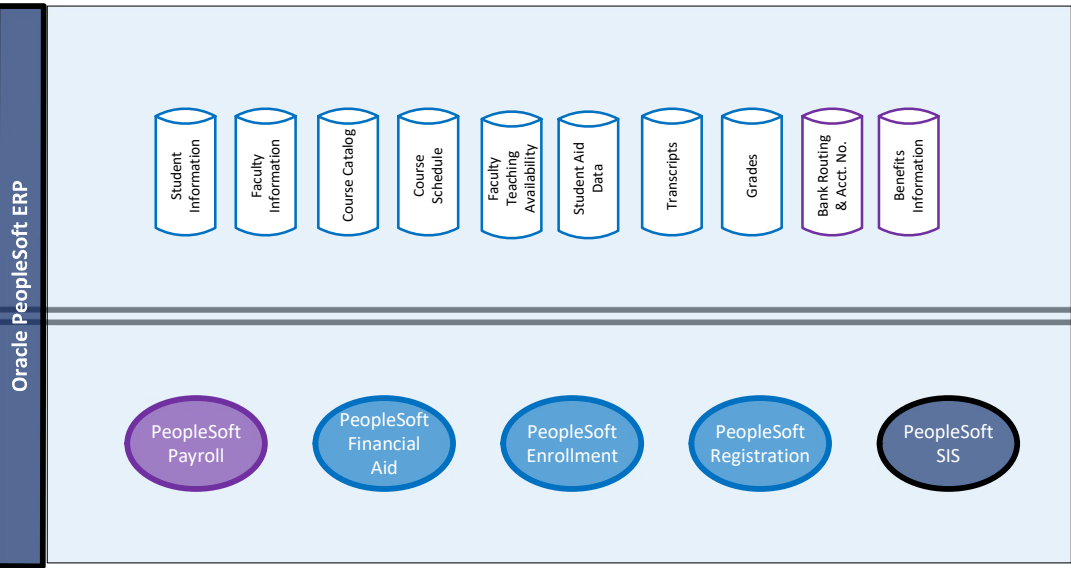 Oracle PeopleSoft ERP
Student
Information
Faculty
Information
Course Catalog
Course
Schedule
Faculty
Teaching
Availability
Student Aid
Data
Transcripts
Grades
Bank Routing
& Acct. No.
Benefits
Information
PeopleSoft
Payroll
PeopleSoft
Financial
Aid
PeopleSoft
Enrollment
PeopleSoft
Registration
PeopleSoft
SIS